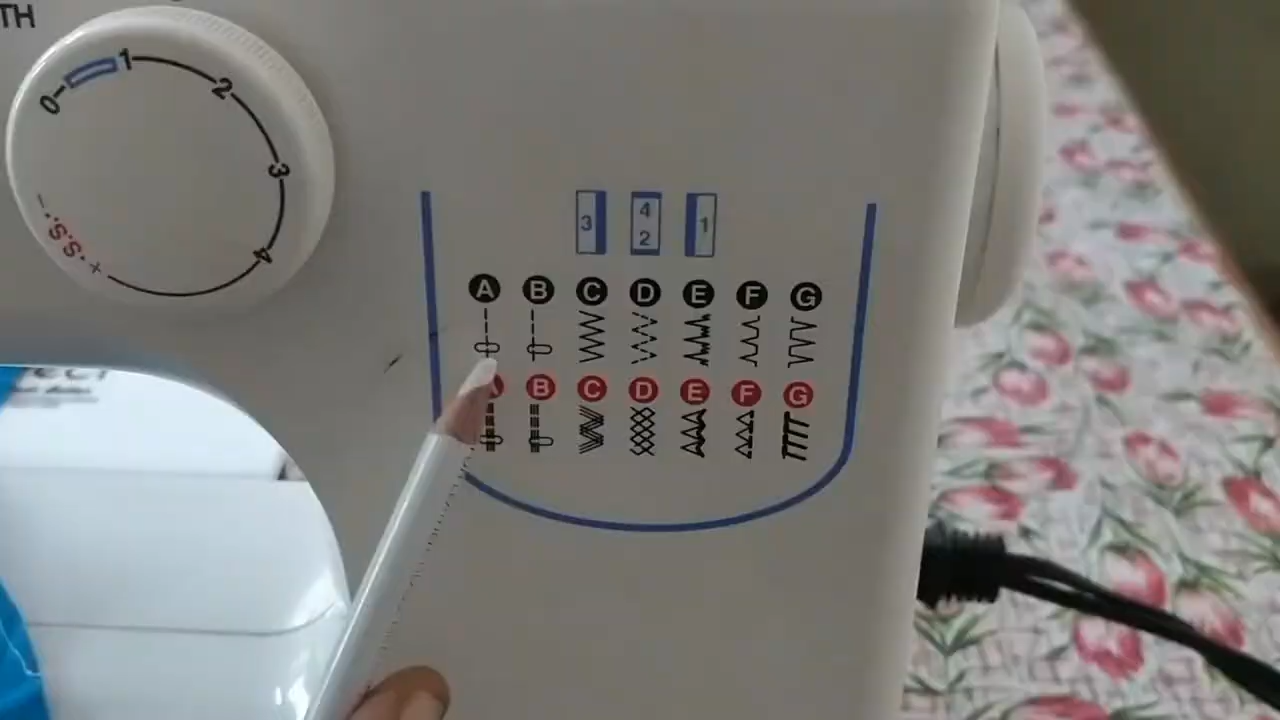 TH
0 1 2 3 4
- S.S. +
3 4 1
2
A B C D E F G
A B C D E F G